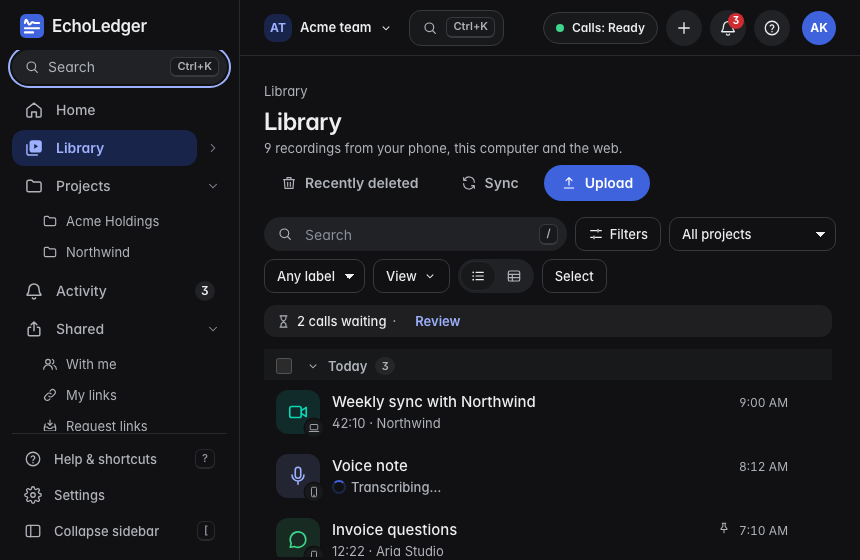 EchoLedger
Search Ctrl+K
Home
Library
Projects
Acme Holdings
Northwind
Activity 3
Shared
With me
My links
Request links
Help & shortcuts ?
Settings
Collapse sidebar [
AT Acme team Ctrl+K Calls: Ready 3 AK
Library
Library
9 recordings from your phone, this computer and the web.
Recently deleted Sync Upload
Search / Filters All projects
Any label View Select
2 calls waiting · Review
Today 3
Weekly sync with Northwind 9:00 AM
42:10 · Northwind
Voice note 8:12 AM
Transcribing...
Invoice questions 7:10 AM
12:22 · Aria Studio